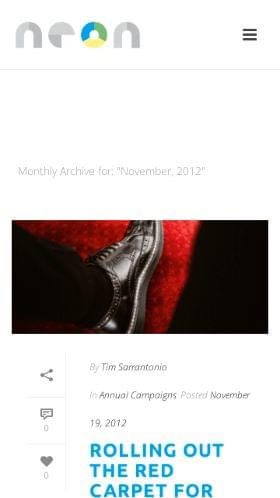 neon
Monthly Archive for: "November, 2012"
By Tim Sarrantonio
In Annual Campaigns Posted November
19, 2012
0
0
ROLLING OUT
THE RED
CARPET FOR